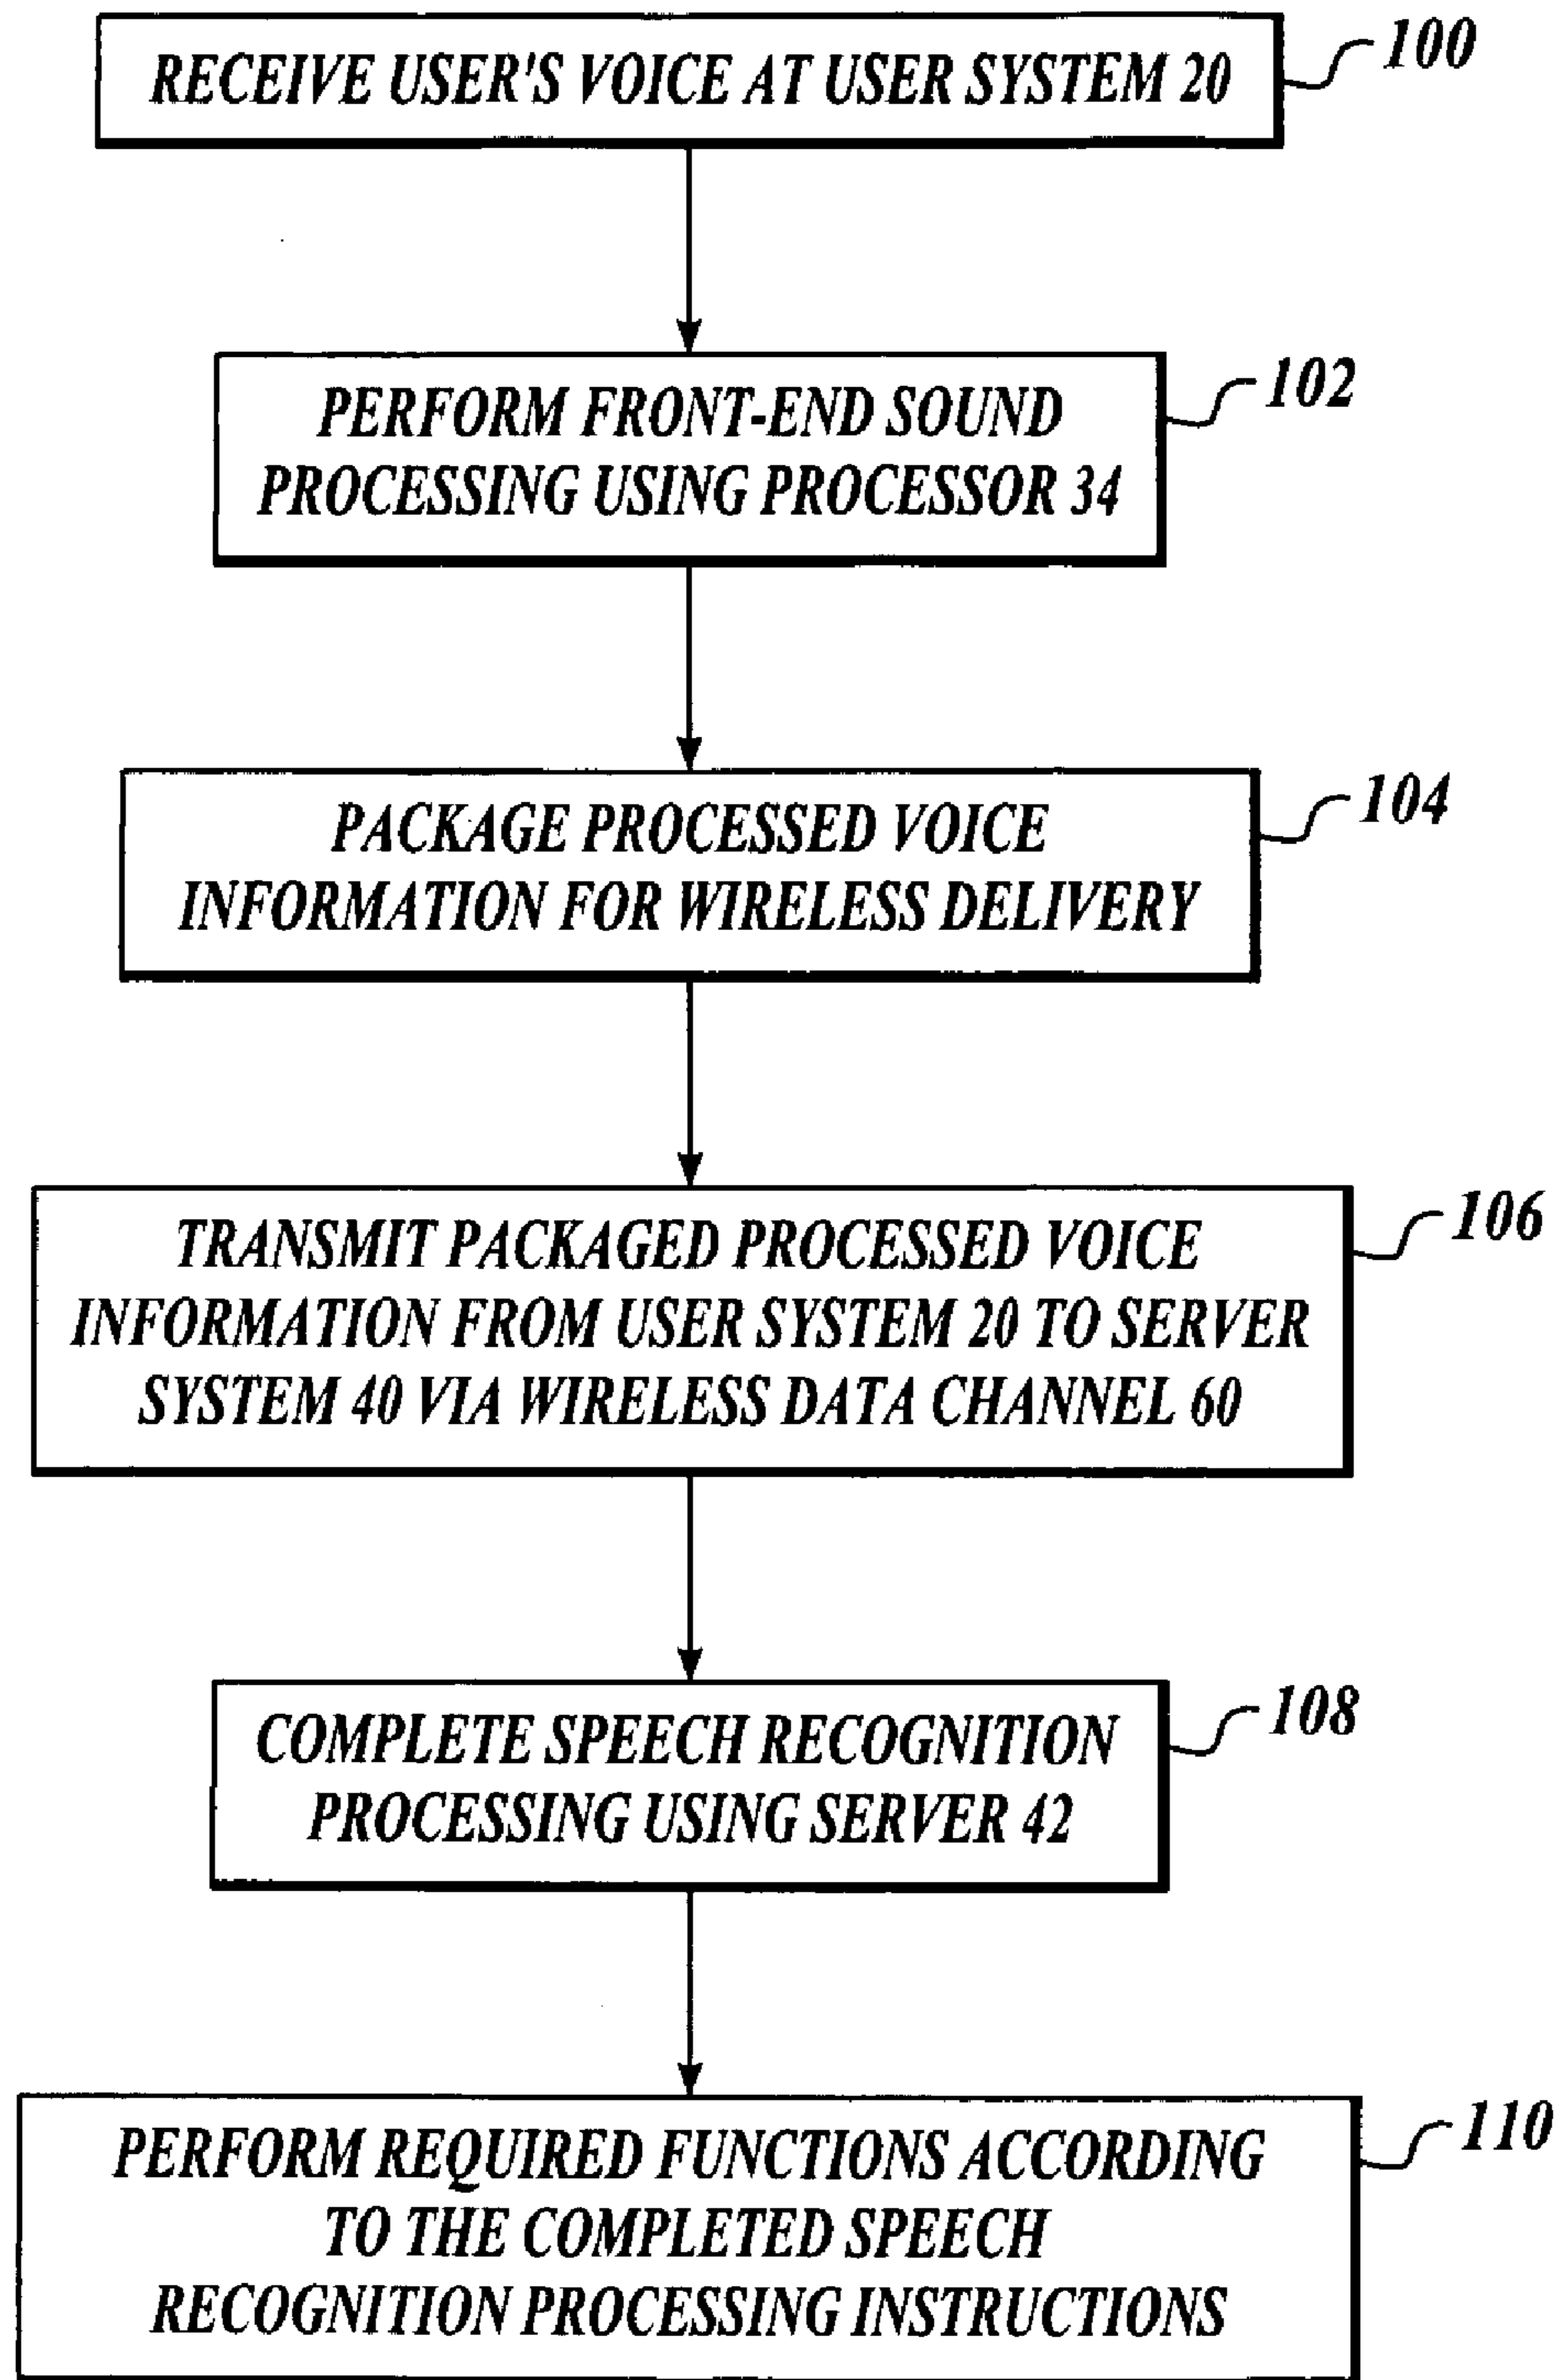 RECEIVE USER'S VOICE AT USER SYSTEM 20
100
PERFORM FRONT-END SOUND
PROCESSING USING PROCESSOR 34
102
PACKAGE PROCESSED VOICE
INFORMATION FOR WIRELESS DELIVERY
104
TRANSMIT PACKAGED PROCESSED VOICE
INFORMATION FROM USER SYSTEM 20 TO SERVER
SYSTEM 40 VIA WIRELESS DATA CHANNEL 60
106
COMPLETE SPEECH RECOGNITION
PROCESSING USING SERVER 42
108
PERFORM REQUIRED FUNCTIONS ACCORDING
TO THE COMPLETED SPEECH
RECOGNITION PROCESSING INSTRUCTIONS
110